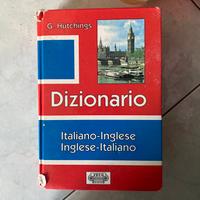 G. Hutchings
Dizionario
Italiano-Inglese
Inglese-Italiano